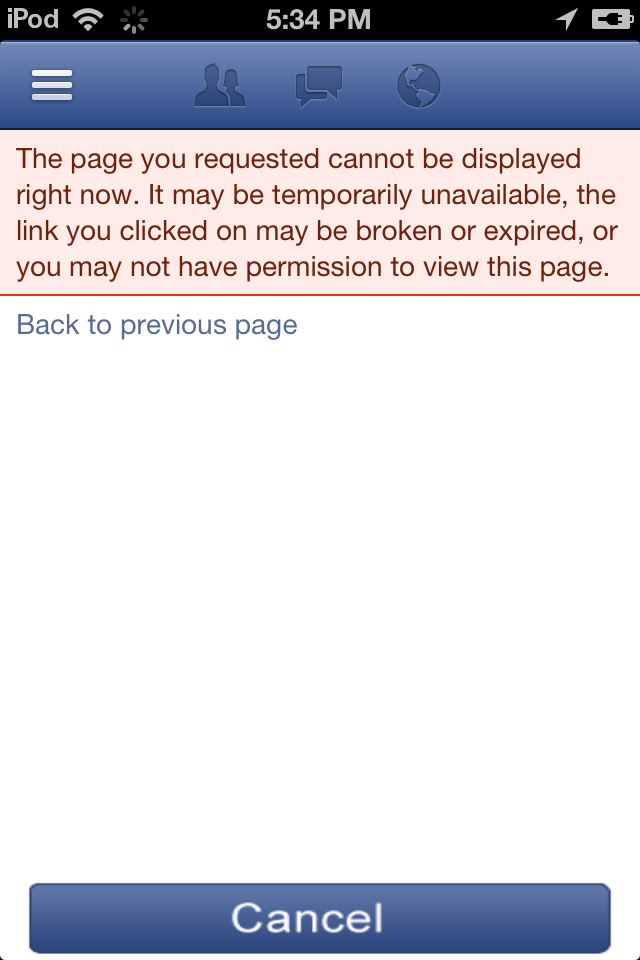 iPod 5:34 PM
The page you requested cannot be displayed
right now. It may be temporarily unavailable, the
link you clicked on may be broken or expired, or
you may not have permission to view this page.
Back to previous page
Cancel